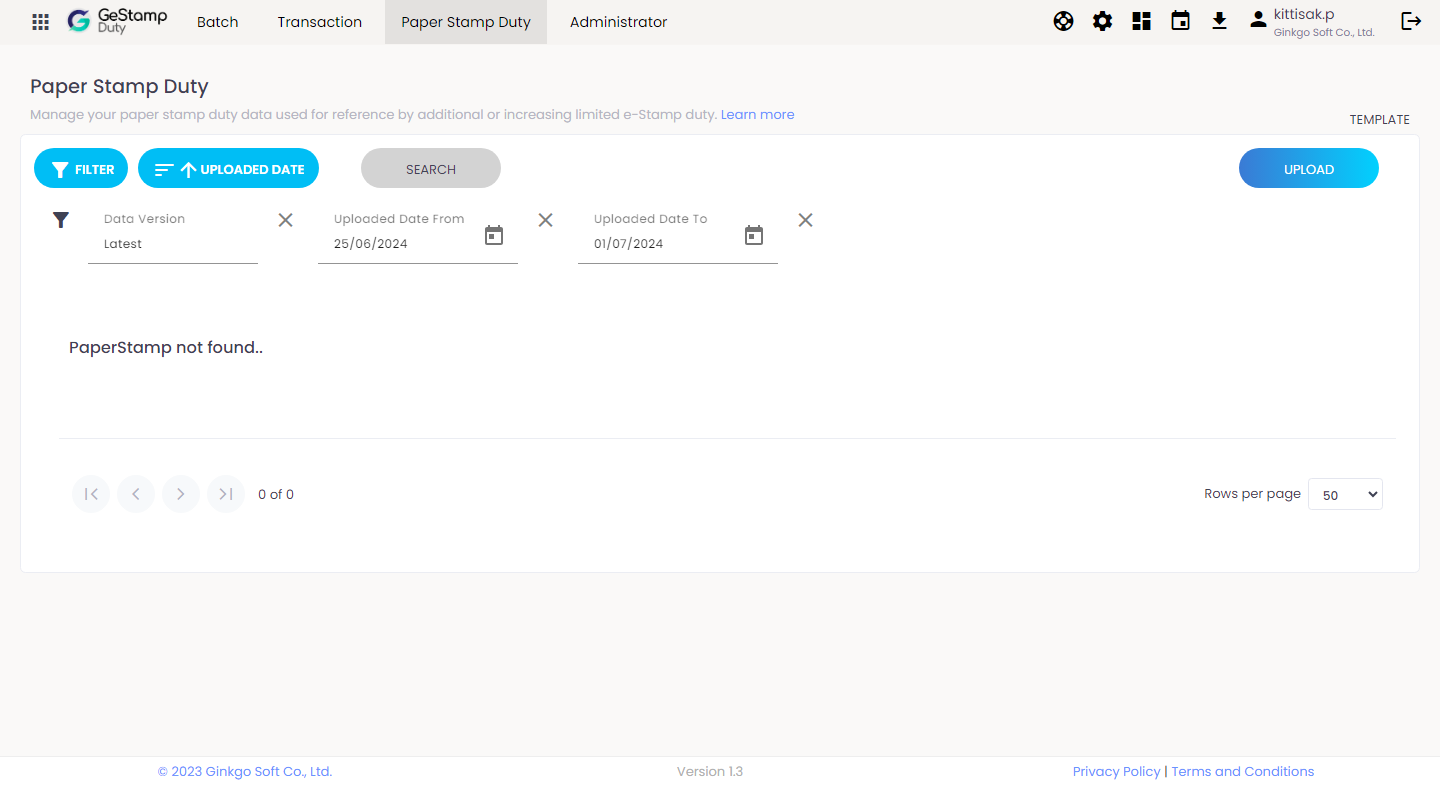 GeStamp
Duty
Batch
Transaction
Paper Stamp Duty
Administrator
kittisak.p
Ginkgo Soft Co., Ltd.
Paper Stamp Duty
Manage your paper stamp duty data used for reference by additional or increasing limited e-Stamp duty. Learn more
TEMPLATE
FILTER
UPLOADED DATE
SEARCH
UPLOAD
Data Version
Latest
Uploaded Date From
25/06/2024
Uploaded Date To
01/07/2024
PaperStamp not found..
0 of 0
Rows per page
50
© 2023 Ginkgo Soft Co., Ltd.
Version 1.3
Privacy Policy | Terms and Conditions